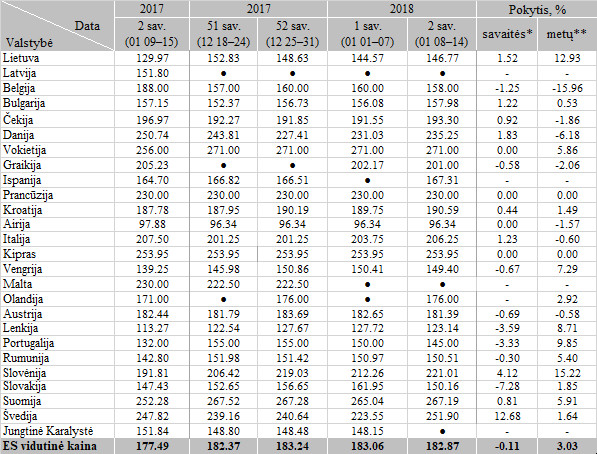 Data 2017 2017 2018 Pokytis, %
Valstybė 2 sav. (01 09–15) 51 sav. (12 18–24) 52 sav. (12 25–31) 1 sav. (01 01–07) 2 sav. (01 08–14) savaitės* metų**
Lietuva 129.97 152.83 148.63 144.57 146.77 1.52 12.93
Latvija 151.80 ● ● ● ● - -
Belgija 188.00 157.00 160.00 160.00 158.00 -1.25 -15.96
Bulgarija 157.15 152.37 156.73 156.08 157.98 1.22 0.53
Čekija 196.97 192.27 191.85 191.55 193.30 0.92 -1.86
Danija 250.74 243.81 227.41 231.03 235.25 1.83 -6.18
Vokietija 256.00 271.00 271.00 271.00 271.00 0.00 5.86
Graikija 205.23 ● ● 202.17 201.00 -0.58 -2.06
Ispanija 164.70 166.82 166.51 ● 167.31 - -
Prancūzija 230.00 230.00 230.00 230.00 230.00 0.00 0.00
Kroatija 187.78 187.95 190.19 189.75 190.59 0.44 1.49
Airija 97.88 96.34 96.34 96.34 96.34 0.00 -1.57
Italija 207.50 201.25 201.25 203.75 206.25 1.23 -0.60
Kipras 253.95 253.95 253.95 253.95 253.95 0.00 0.00
Vengrija 139.25 145.98 150.86 150.41 149.40 -0.67 7.29
Malta 230.00 222.50 222.50 ● ● - -
Olandija 171.00 ● 176.00 ● 176.00 - 2.92
Austrija 182.44 181.79 183.69 182.65 181.39 -0.69 -0.58
Lenkija 113.27 122.54 127.67 127.72 123.14 -3.59 8.71
Portugalija 132.00 155.00 155.00 150.00 145.00 -3.33 9.85
Rumunija 142.80 151.98 151.42 150.97 150.51 -0.30 5.40
Slovėnija 191.81 206.42 219.03 212.26 221.01 4.12 15.22
Slovakija 147.43 152.65 156.65 161.95 150.16 -7.28 1.85
Suomija 252.28 267.52 267.28 265.04 267.19 0.81 5.91
Švedija 247.82 239.16 240.64 223.55 251.90 12.68 1.64
Jungtinė Karalystė 151.84 148.80 148.48 148.15 ● - -
ES vidutinė kaina 177.49 182.37 183.24 183.06 182.87 -0.11 3.03